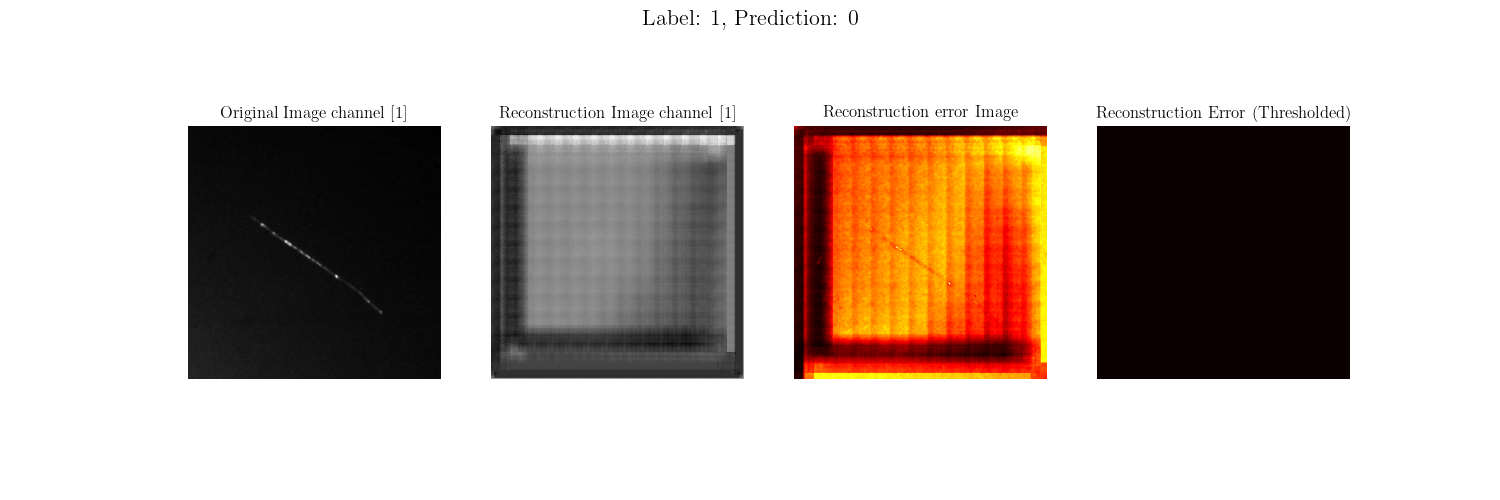 Label: 1, Prediction: 0
Original Image channel [1]
Reconstruction Image channel [1]
Reconstruction error Image
Reconstruction Error (Thresholded)